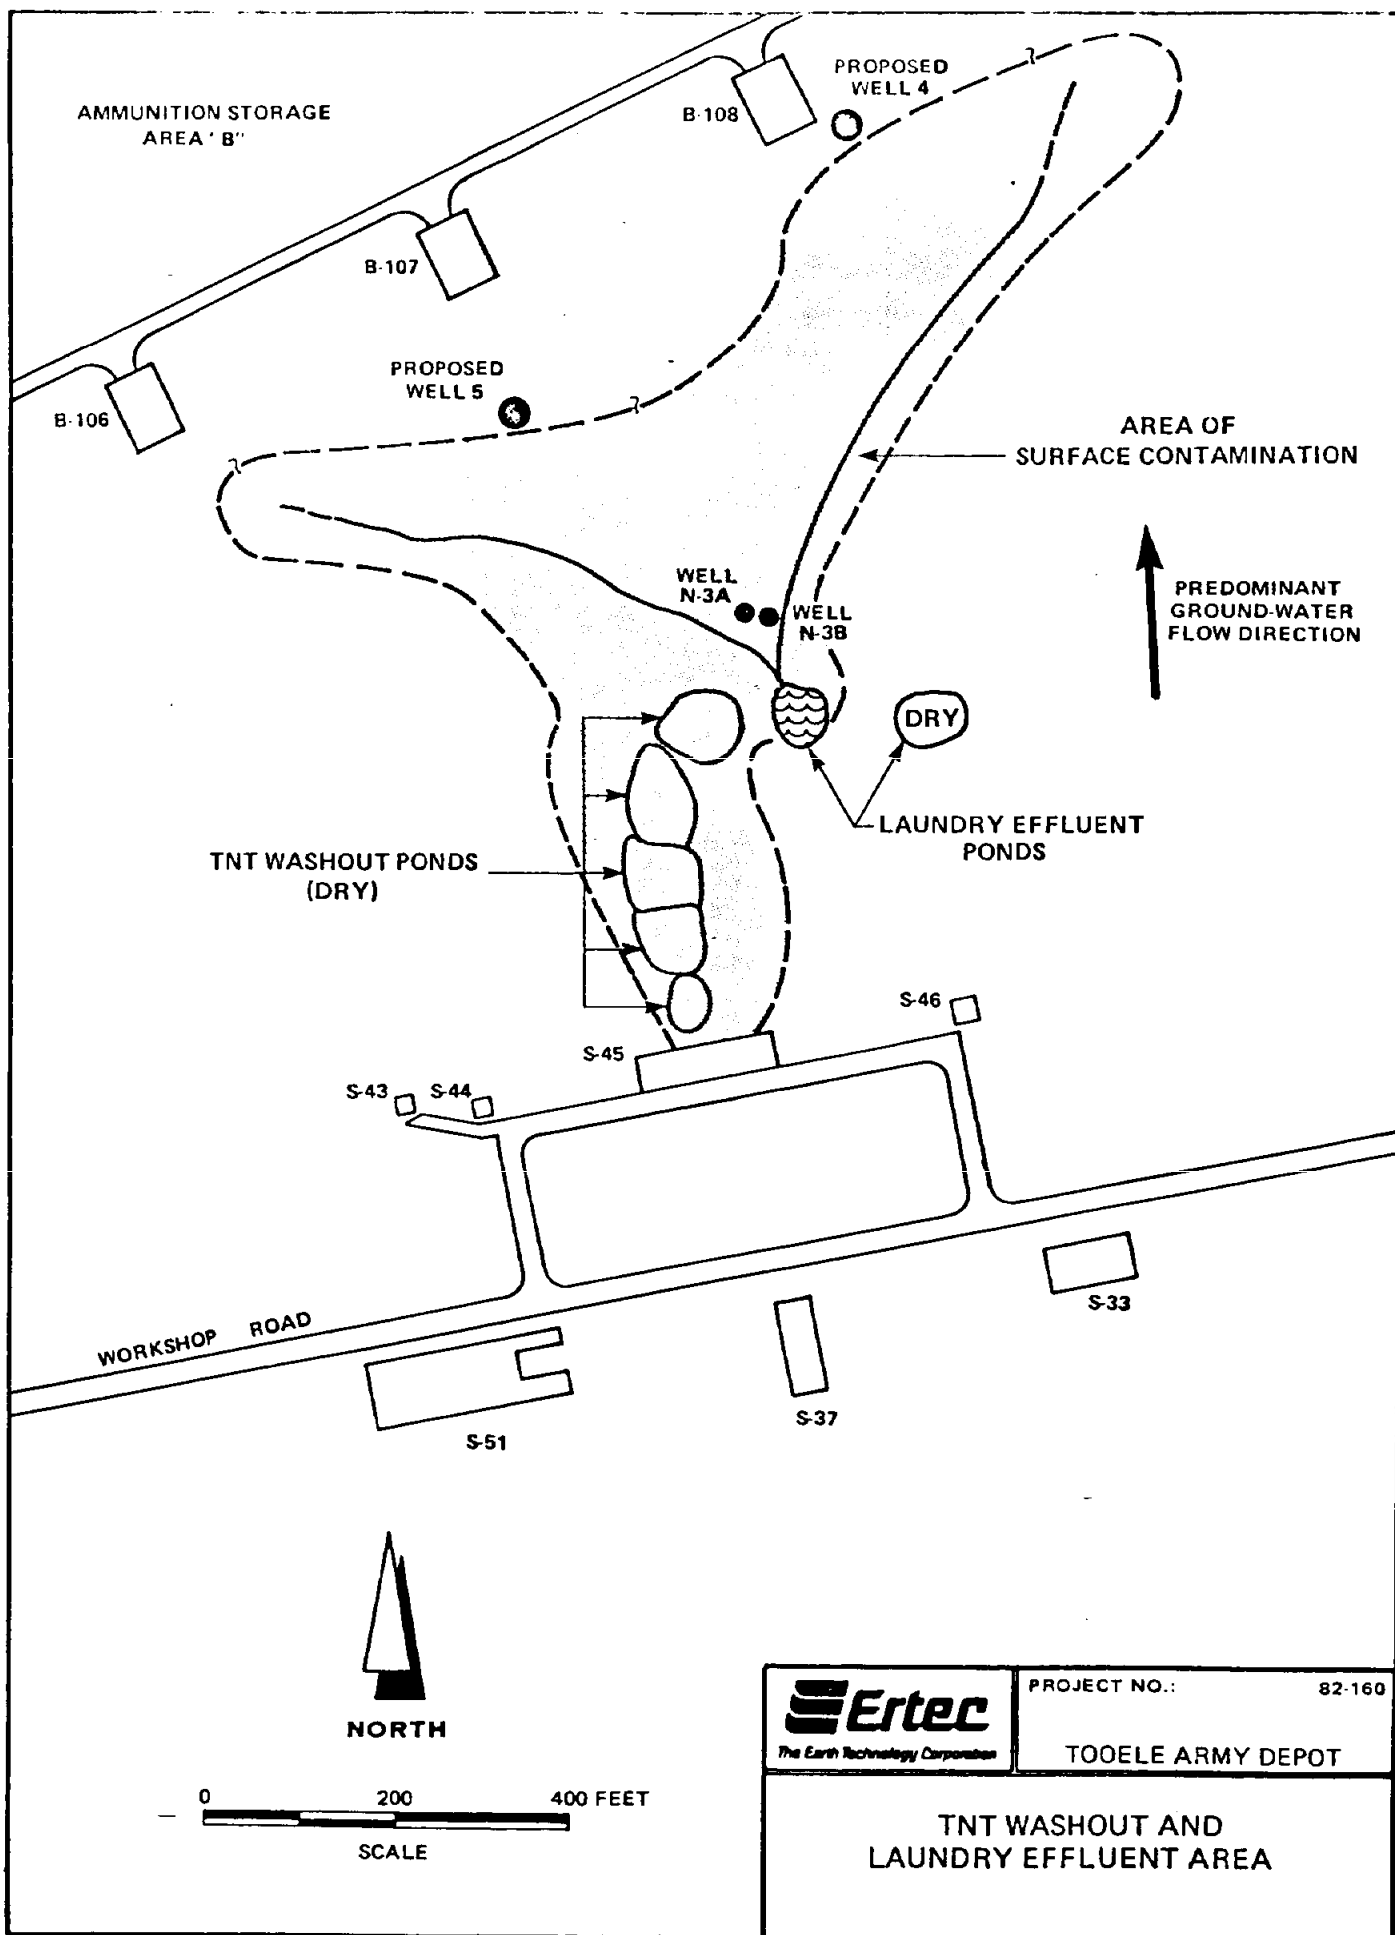 AMMUNITION STORAGE
AREA ' B"
B-108
PROPOSED
WELL 4
B-107
PROPOSED
WELL 5
B-106
AREA OF
SURFACE CONTAMINATION
WELL
N-3A
WELL
N-3B
PREDOMINANT
GROUND-WATER
FLOW DIRECTION
DRY
LAUNDRY EFFLUENT
PONDS
TNT WASHOUT PONDS
(DRY)
S-46
S-45
S-43
S-44
S-33
WORKSHOP ROAD
S-37
S-51
NORTH
0 200 400 FEET
SCALE
Ertec
The Earth Technology Corporation
PROJECT NO.: 82-160
TOOELE ARMY DEPOT
TNT WASHOUT AND
LAUNDRY EFFLUENT AREA